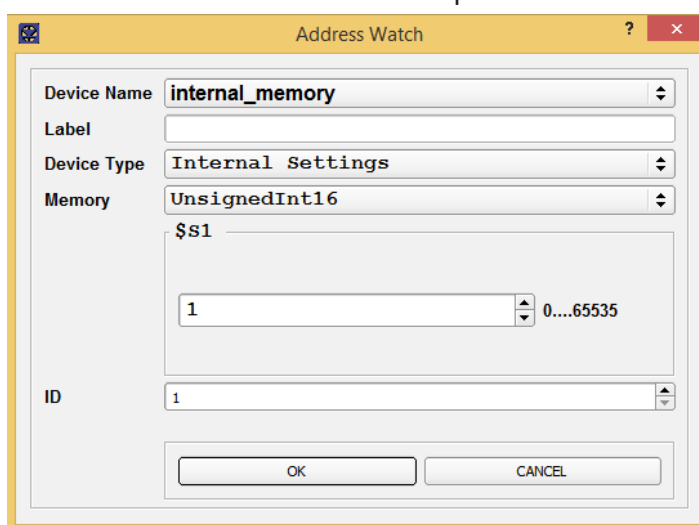 Address Watch ? ×
Device Name internal_memory
Label
Device Type Internal Settings
Memory UnsignedInt16
$S1
1 0....65535
ID 1
OK CANCEL